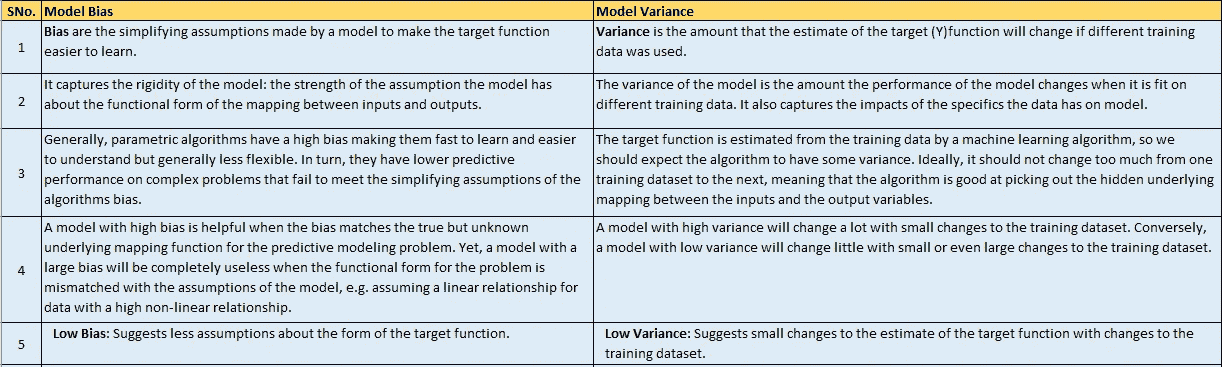 SNo. Model Bias Model Variance
1
Bias are the simplifying assumptions made by a model to make the target function
easier to learn.
Variance is the amount that the estimate of the target (Y)function will change if different training
data was used.
2
It captures the rigidity of the model: the strength of the assumption the model has
about the functional form of the mapping between inputs and outputs.
The variance of the model is the amount the performance of the model changes when it is fit on
different training data. It also captures the impacts of the specifics the data has on model.
3
Generally, parametric algorithms have a high bias making them fast to learn and easier
to understand but generally less flexible. In turn, they have lower predictive
performance on complex problems that fail to meet the simplifying assumptions of the
algorithms bias.
The target function is estimated from the training data by a machine learning algorithm, so we
should expect the algorithm to have some variance. Ideally, it should not change too much from one
training dataset to the next, meaning that the algorithm is good at picking out the hidden underlying
mapping between the inputs and the output variables.
4
A model with high bias is helpful when the bias matches the true but unknown
underlying mapping function for the predictive modeling problem. Yet, a model with a
large bias will be completely useless when the functional form for the problem is
mismatched with the assumptions of the model, e.g. assuming a linear relationship for
data with a high non-linear relationship.
A model with high variance will change a lot with small changes to the training dataset. Conversely,
a model with low variance will change little with small or even large changes to the training dataset.
5
Low Bias: Suggests less assumptions about the form of the target function.
Low Variance: Suggests small changes to the estimate of the target function with changes to the
training dataset.